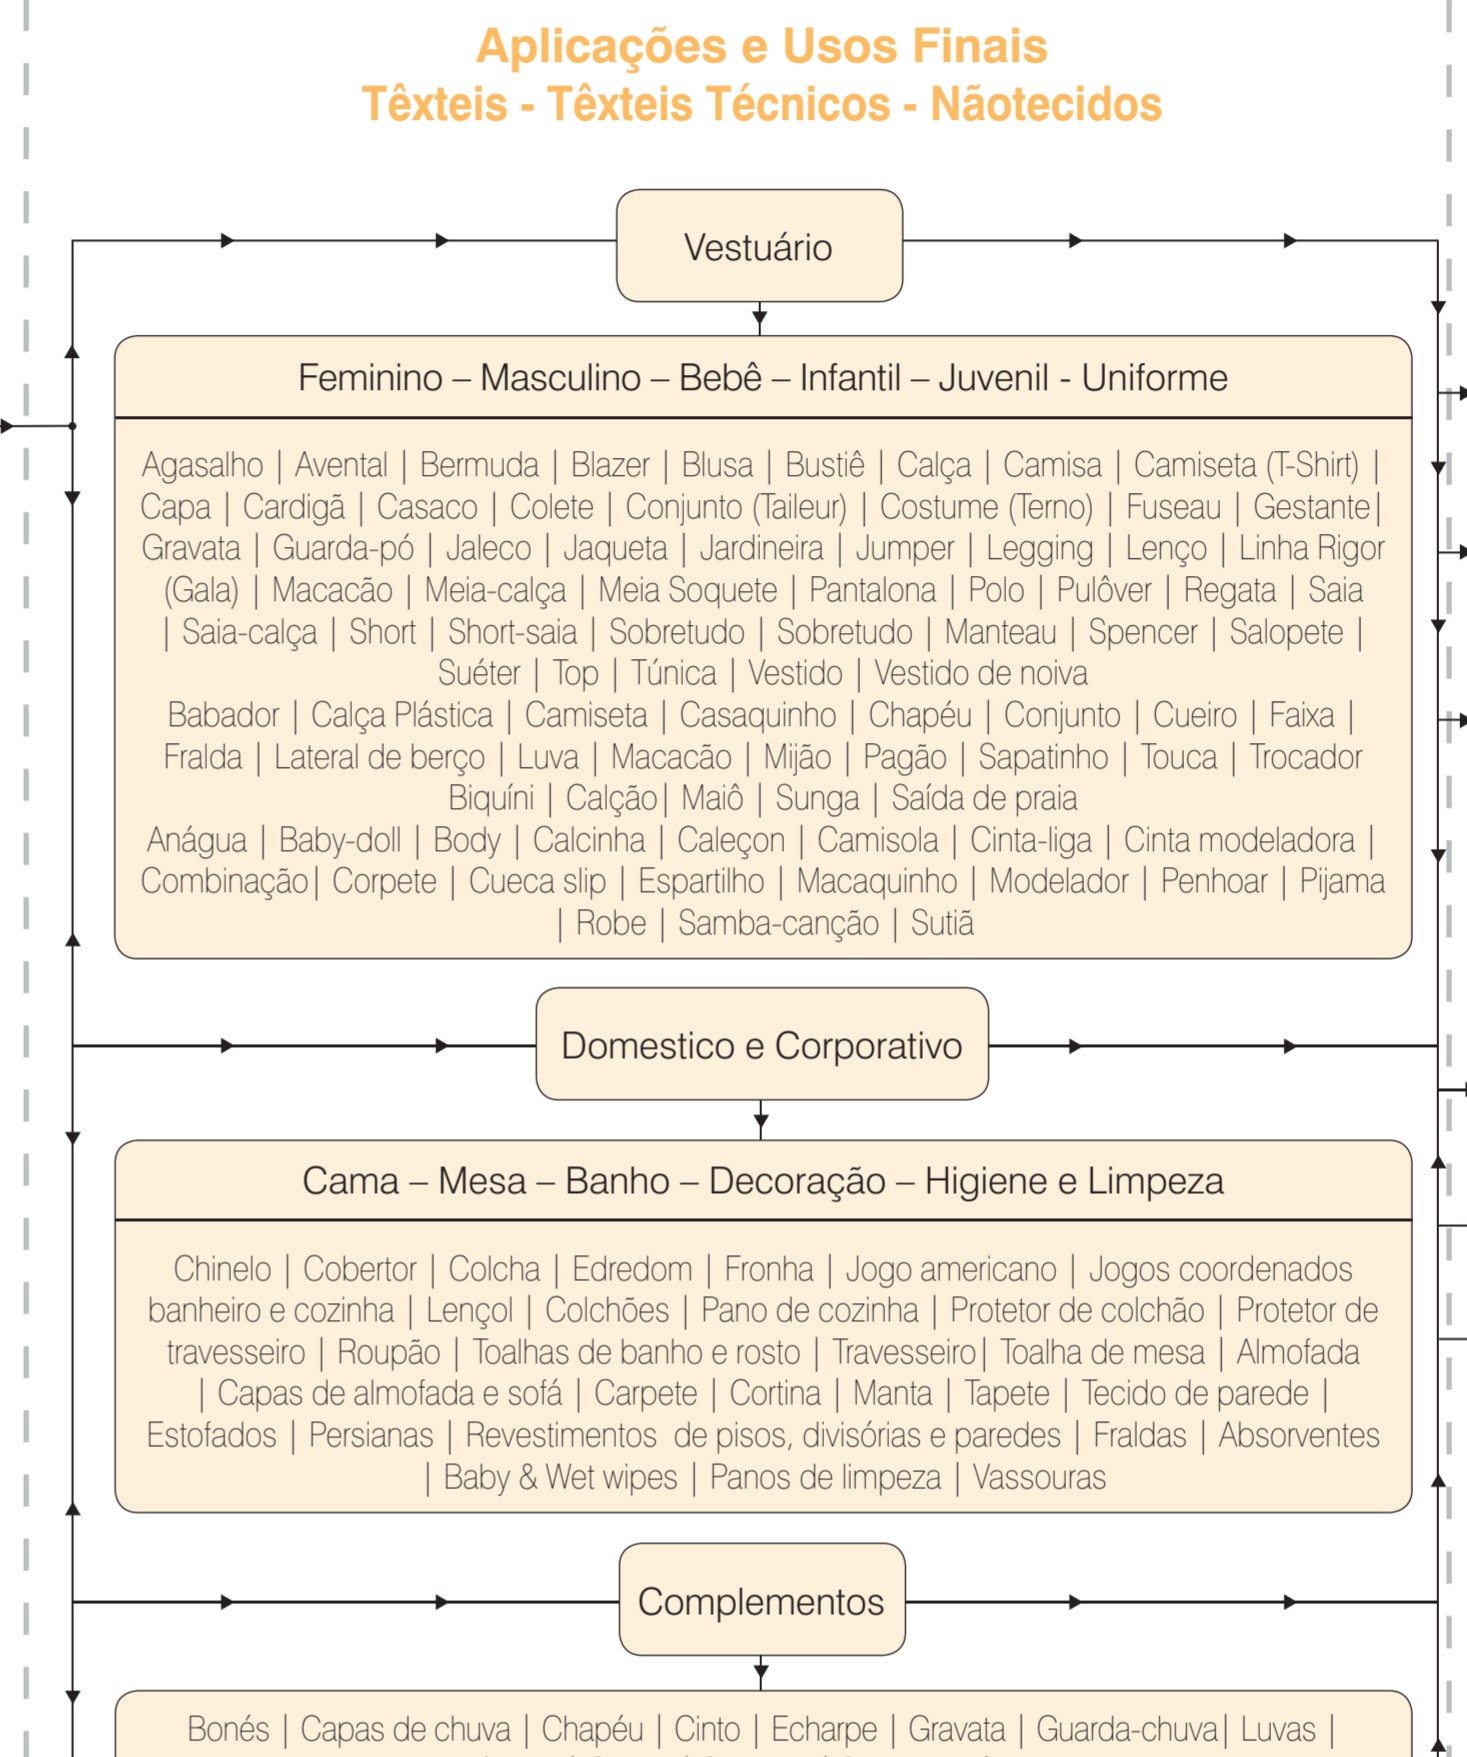 Aplicações e Usos Finais
Têxteis - Têxteis Técnicos - Nãotecidos
Vestuário
Feminino – Masculino – Bebê – Infantil – Juvenil - Uniforme
Agasalho | Avental | Bermuda | Blazer | Blusa | Bustiê | Calça | Camisa | Camiseta (T-Shirt) |
Capa | Cardigã | Casaco | Colete | Conjunto (Taileur) | Costume (Terno) | Fuseau | Gestante|
Gravata | Guarda-pó | Jaleco | Jaqueta | Jardineira | Jumper | Legging | Lenço | Linha Rigor
(Gala) | Macacão | Meia-calça | Meia Soquete | Pantalona | Polo | Pulôver | Regata | Saia
| Saia-calça | Short | Short-saia | Sobretudo | Sobretudo | Manteau | Spencer | Salopete |
Suéter | Top | Túnica | Vestido | Vestido de noiva
Babador | Calça Plástica | Camiseta | Casaquinho | Chapéu | Conjunto | Cueiro | Faixa |
Fralda | Lateral de berço | Luva | Macacão | Mijão | Pagão | Sapatinho | Touca | Trocador
Biquíni | Calção| Maiô | Sunga | Saída de praia
Anágua | Baby-doll | Body | Calcinha | Caleçon | Camisola | Cinta-liga | Cinta modeladora |
Combinação| Corpete | Cueca slip | Espartilho | Macaquinho | Modelador | Penhoar | Pijama
| Robe | Samba-canção | Sutiã
Domestico e Corporativo
Cama – Mesa – Banho – Decoração – Higiene e Limpeza
Chinelo | Cobertor | Colcha | Edredom | Fronha | Jogo americano | Jogos coordenados
banheiro e cozinha | Lençol | Colchões | Pano de cozinha | Protetor de colchão | Protetor de
travesseiro | Roupão | Toalhas de banho e rosto | Travesseiro| Toalha de mesa | Almofada
| Capas de almofada e sofá | Carpete | Cortina | Manta | Tapete | Tecido de parede |
Estofados | Persianas | Revestimentos de pisos, divisórias e paredes | Fraldas | Absorventes
| Baby & Wet wipes | Panos de limpeza | Vassouras
Complementos
Bonés | Capas de chuva | Chapéu | Cinto | Echarpe | Gravata | Guarda-chuva| Luvas |